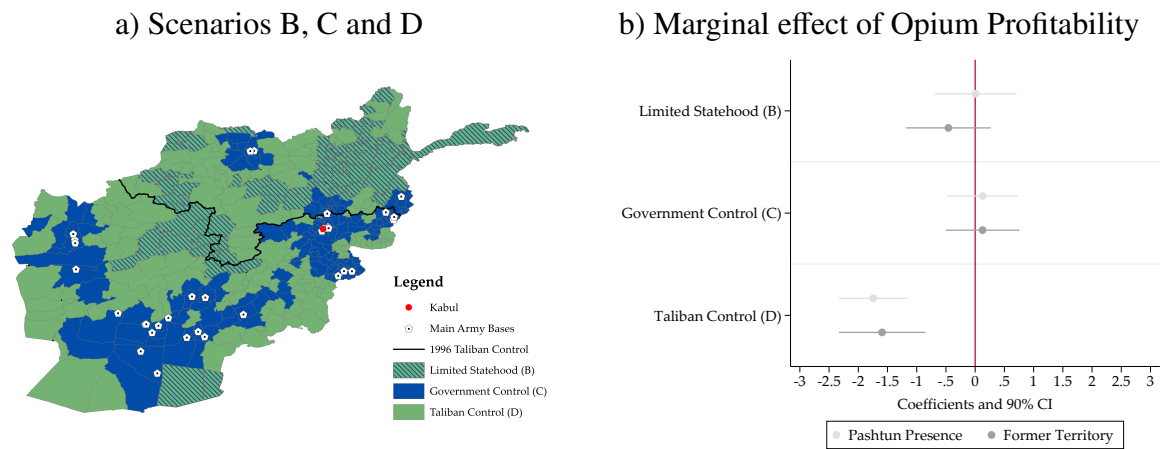 a) Scenarios B, C and D
Legend
Kabul
Main Army Bases
1996 Taliban Control
Limited Statehood (B)
Government Control (C)
Taliban Control (D)
b) Marginal effect of Opium Profitability
Limited Statehood (B)
Government Control (C)
Taliban Control (D)
-3 -2.5 -2 -1.5 -1 -.5 0 .5 1 1.5 2 2.5 3
Coefficients and 90% CI
Pashtun Presence Former Territory